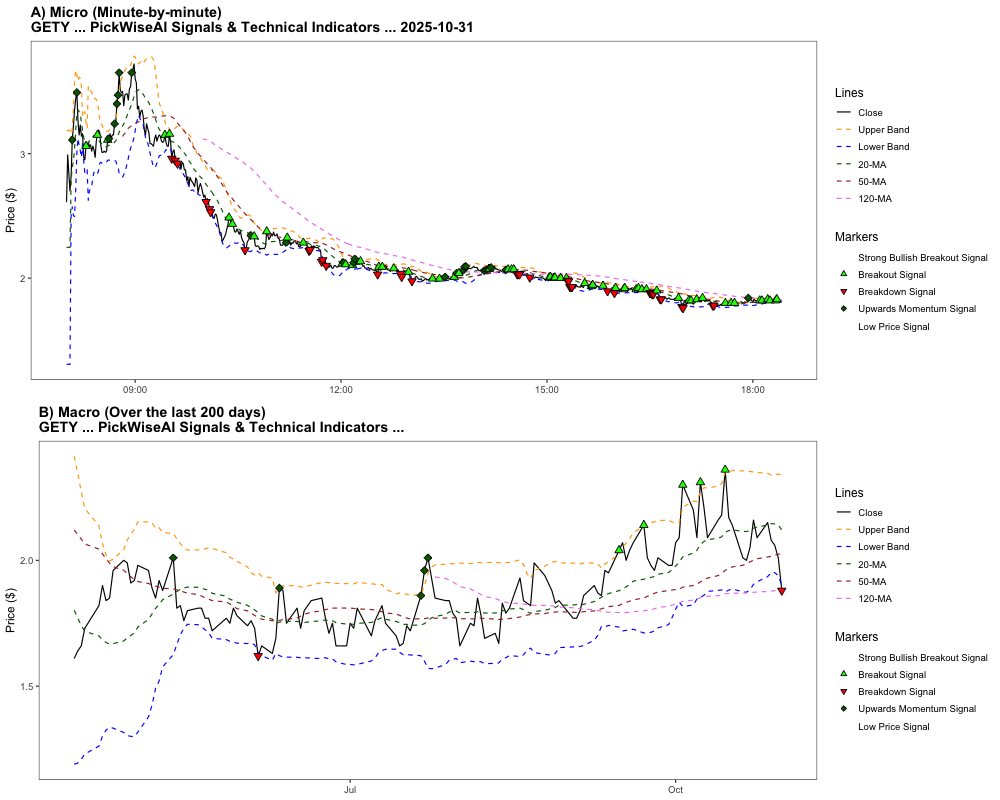 A) Micro (Minute-by-minute)
GETY ... PickWiseAI Signals & Technical Indicators ... 2025-10-31
Price ($)
3
2
09:00
12:00
15:00
18:00
Lines
Close
Upper Band
Lower Band
20-MA
50-MA
120-MA
Markers
Strong Bullish Breakout Signal
Breakout Signal
Breakdown Signal
Upwards Momentum Signal
Low Price Signal
B) Macro (Over the last 200 days)
GETY ... PickWiseAI Signals & Technical Indicators ...
Price ($)
2.0
1.5
Jul
Oct
Lines
Close
Upper Band
Lower Band
20-MA
50-MA
120-MA
Markers
Strong Bullish Breakout Signal
Breakout Signal
Breakdown Signal
Upwards Momentum Signal
Low Price Signal